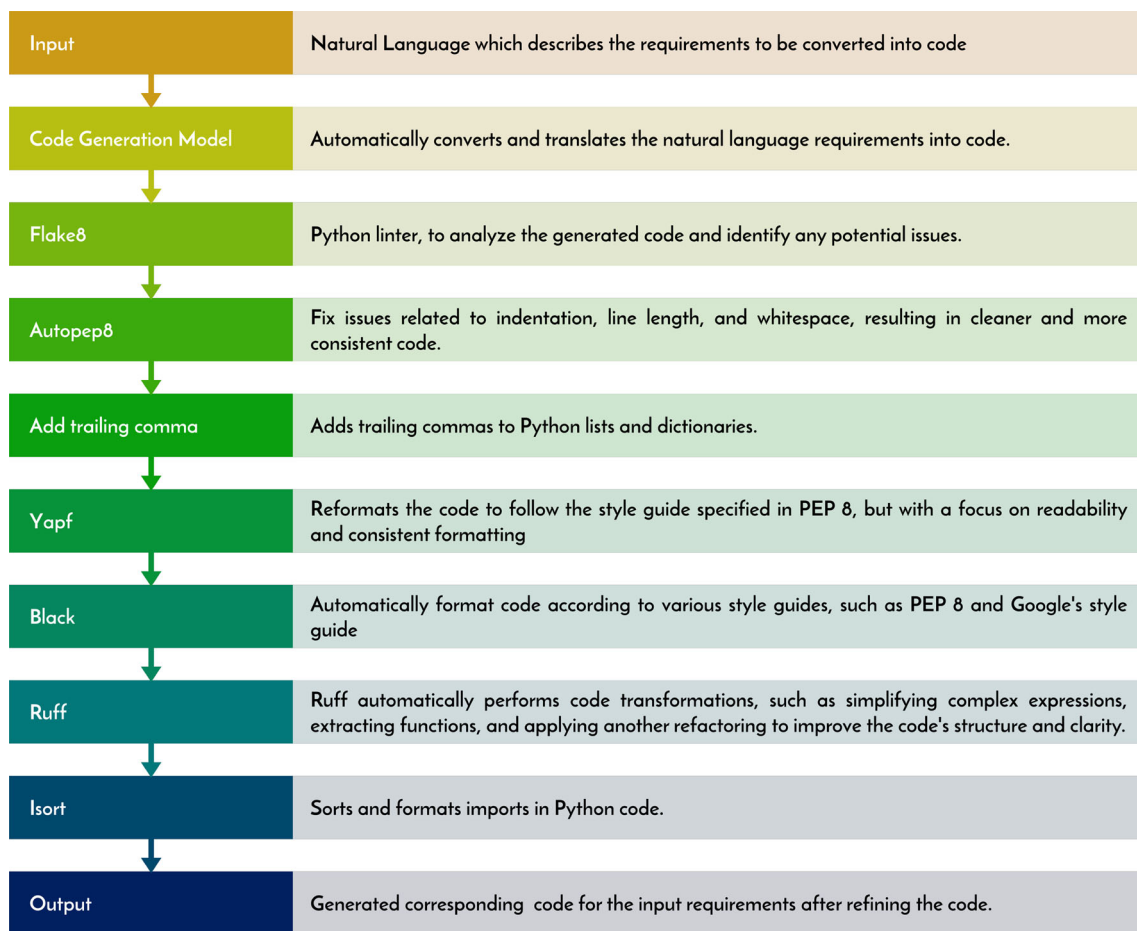 Input
Natural Language which describes the requirements to be converted into code
Code Generation Model
Automatically converts and translates the natural language requirements into code.
Flake8
Python linter, to analyze the generated code and identify any potential issues.
Autopep8
Fix issues related to indentation, line length, and whitespace, resulting in cleaner and more
consistent code.
Add trailing comma
Adds trailing commas to Python lists and dictionaries.
Yapf
Reformats the code to follow the style guide specified in PEP 8, but with a focus on readability
and consistent formatting
Black
Automatically format code according to various style guides, such as PEP 8 and Google's style
guide
Ruff
Ruff automatically performs code transformations, such as simplifying complex expressions,
extracting functions, and applying another refactoring to improve the code's structure and clarity.
Isort
Sorts and formats imports in Python code.
Output
Generated corresponding code for the input requirements after refining the code.